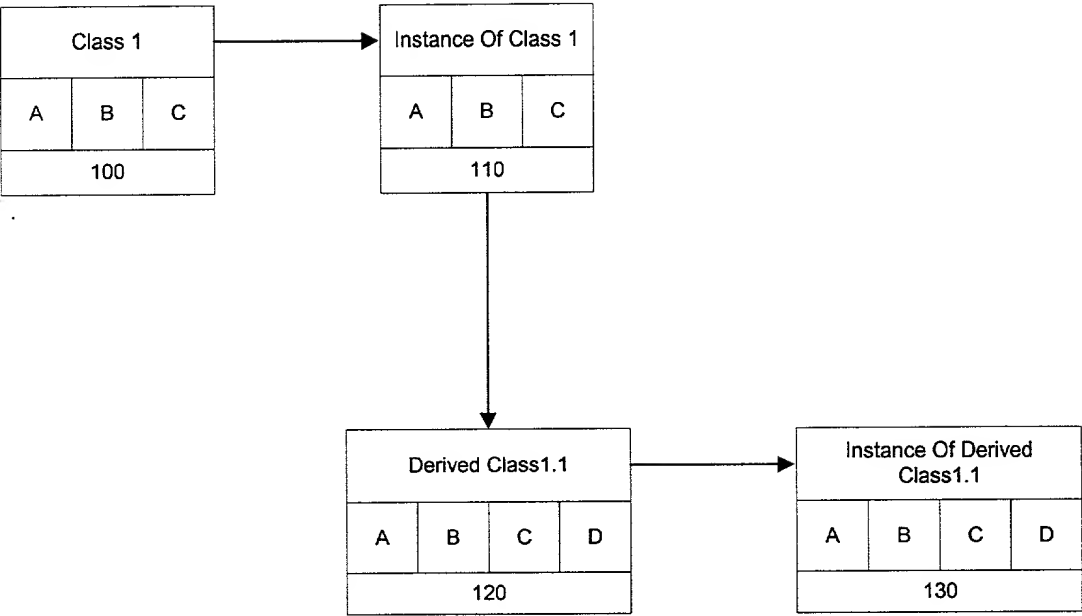 Class 1
A B C
100
Instance Of Class 1
A B C
110
Derived Class1.1
A B C D
120
Instance Of Derived
Class1.1
A B C D
130